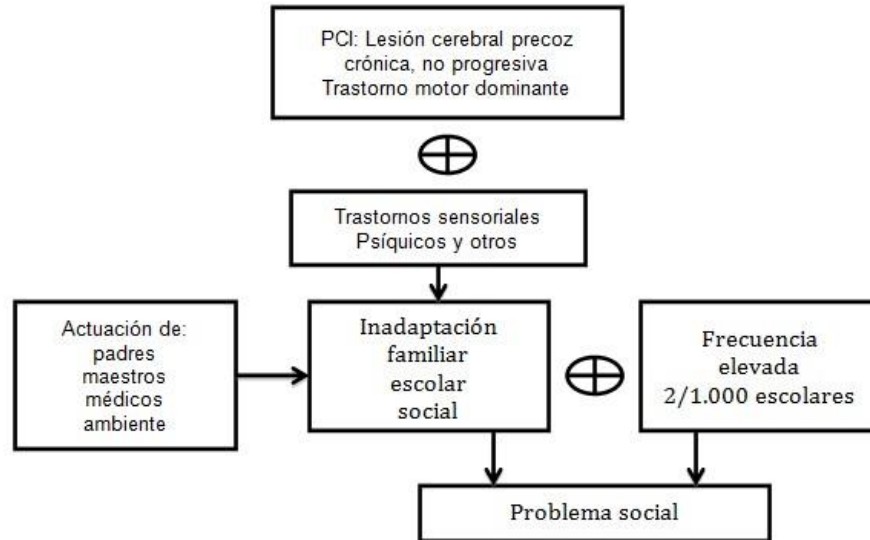 PCI: Lesión cerebral precoz
crónica, no progresiva
Trastorno motor dominante
Trastornos sensoriales
Psíquicos y otros
Actuación de:
padres
maestros
médicos
ambiente
Inadaptación
familiar
escolar
social
Frecuencia
elevada
2/1.000 escolares
Problema social